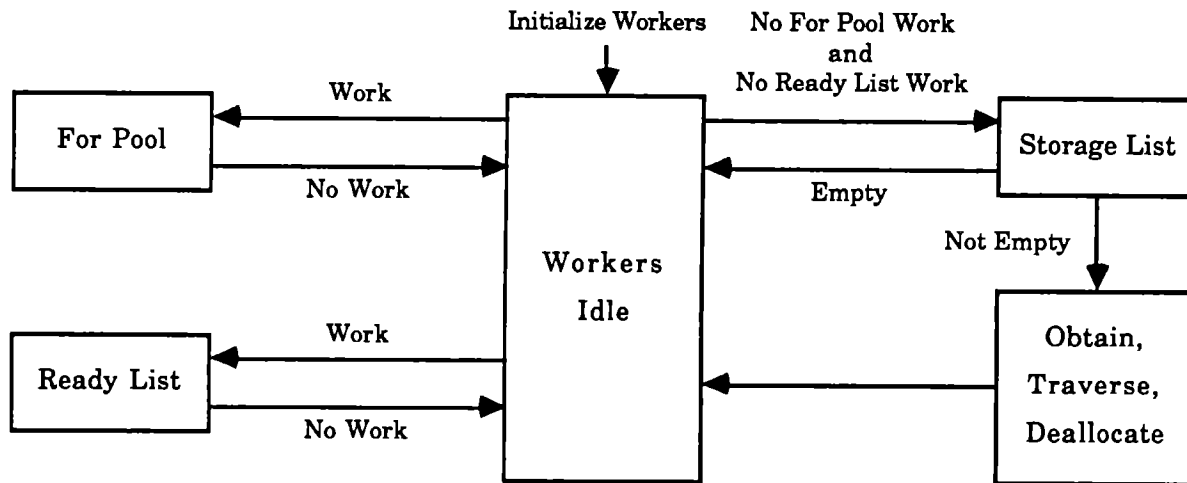 Initialize Workers
No For Pool Work
and
No Ready List Work
Work
For Pool
No Work
Storage List
Empty
Not Empty
Workers
Idle
Work
Ready List
No Work
Obtain,
Traverse,
Deallocate